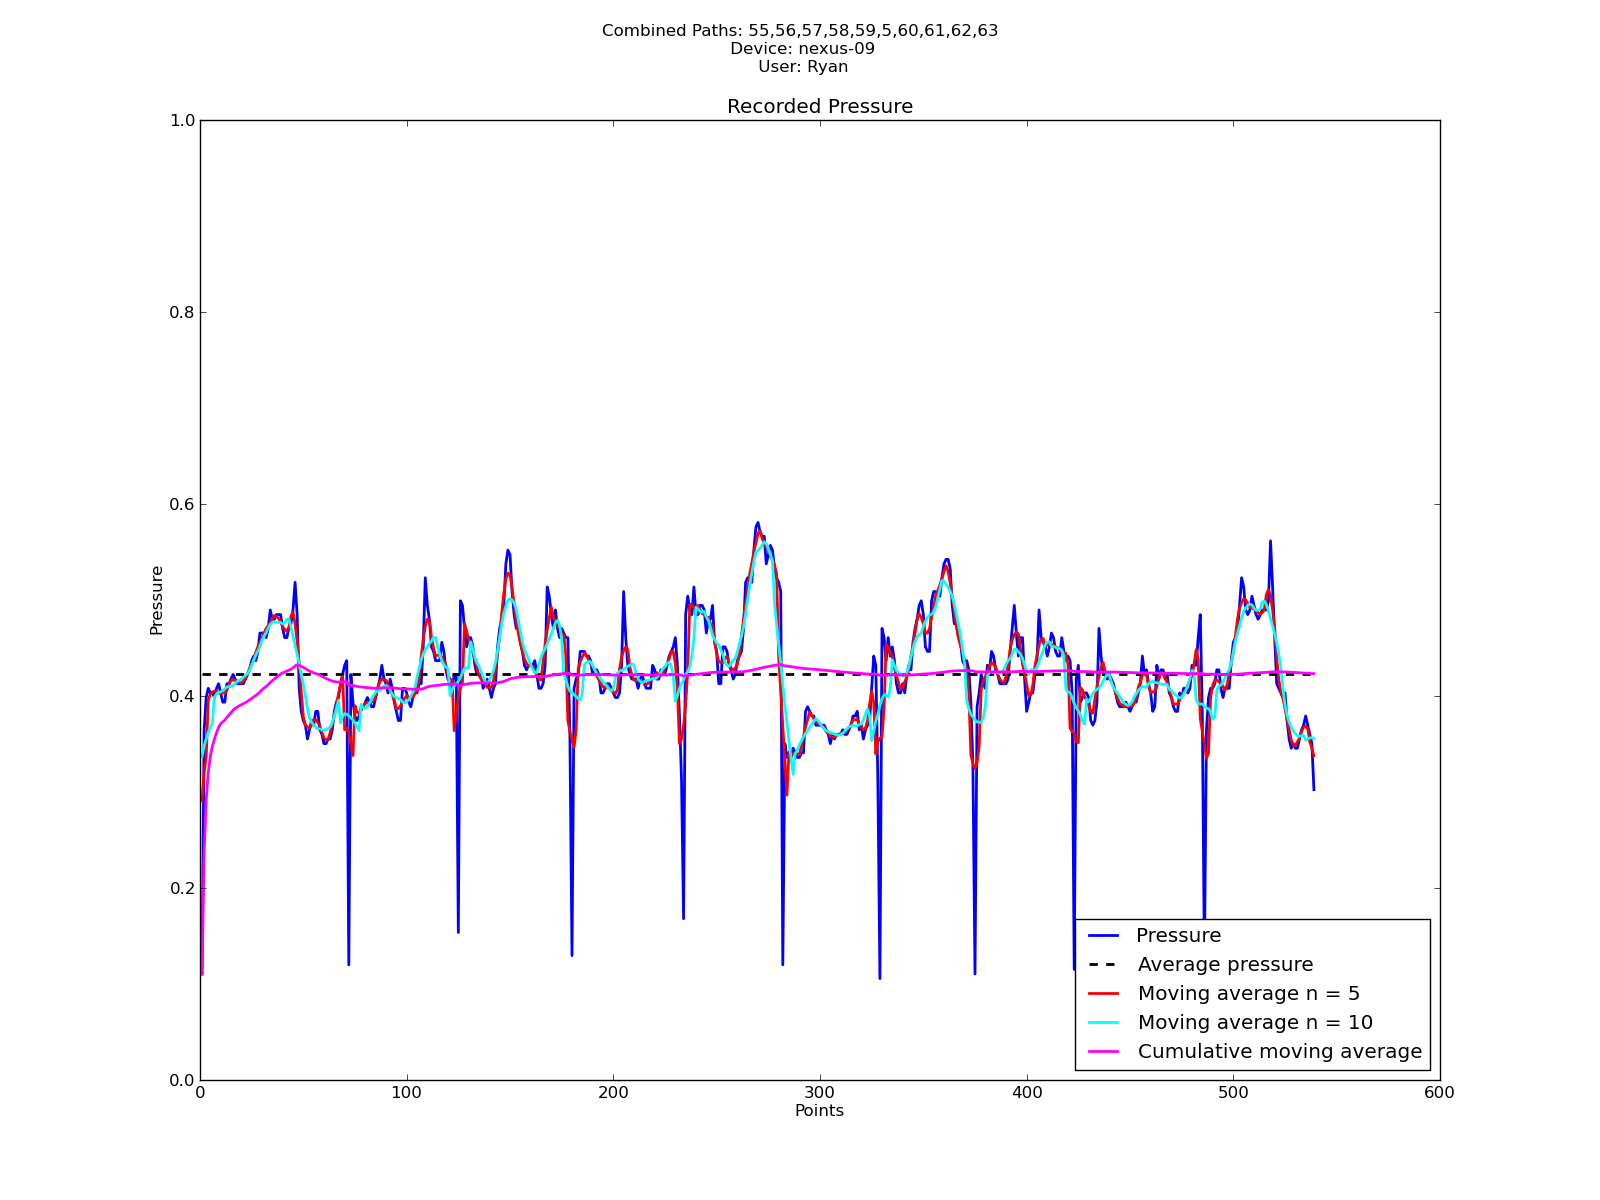 Combined Paths: 55,56,57,58,59,5,60,61,62,63
Device: nexus-09
User: Ryan
Recorded Pressure
1.0
0.8
0.6
0.4
0.2
0.0
Pressure
0 100 200 300 400 500 600
Points
Pressure
Average pressure
Moving average n = 5
Moving average n = 10
Cumulative moving average